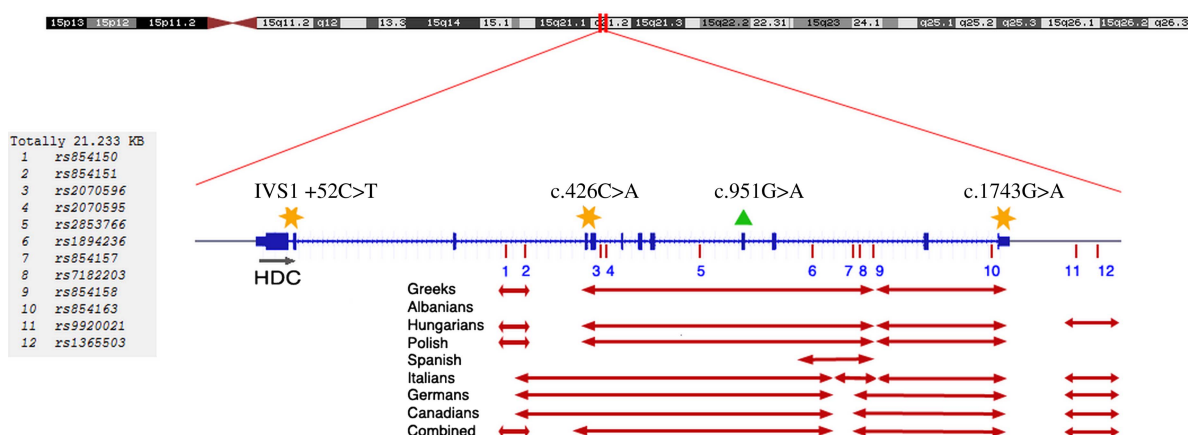 15p13 15p12 15p11.2 15q11.2 q12 13.3 15q14 15.1 15q21.1 q21.2 15q21.3 15q22.2 22.31 15q23 24.1 q25.1 q25.2 q25.3 15q26.1 15q26.2 q26.3
Totally 21.233 KB
1 rs854150
2 rs854151
3 rs2070596
4 rs2070595
5 rs2853766
6 rs1894236
7 rs854157
8 rs7182203
9 rs854158
10 rs854163
11 rs9920021
12 rs1365503
IVS1 +52C>T c.426C>A c.951G>A c.1743G>A
HDC
1 2 3 4 5 6 7 8 9 10 11 12
Greeks
Albanians
Hungarians
Polish
Spanish
Italians
Germans
Canadians
Combined